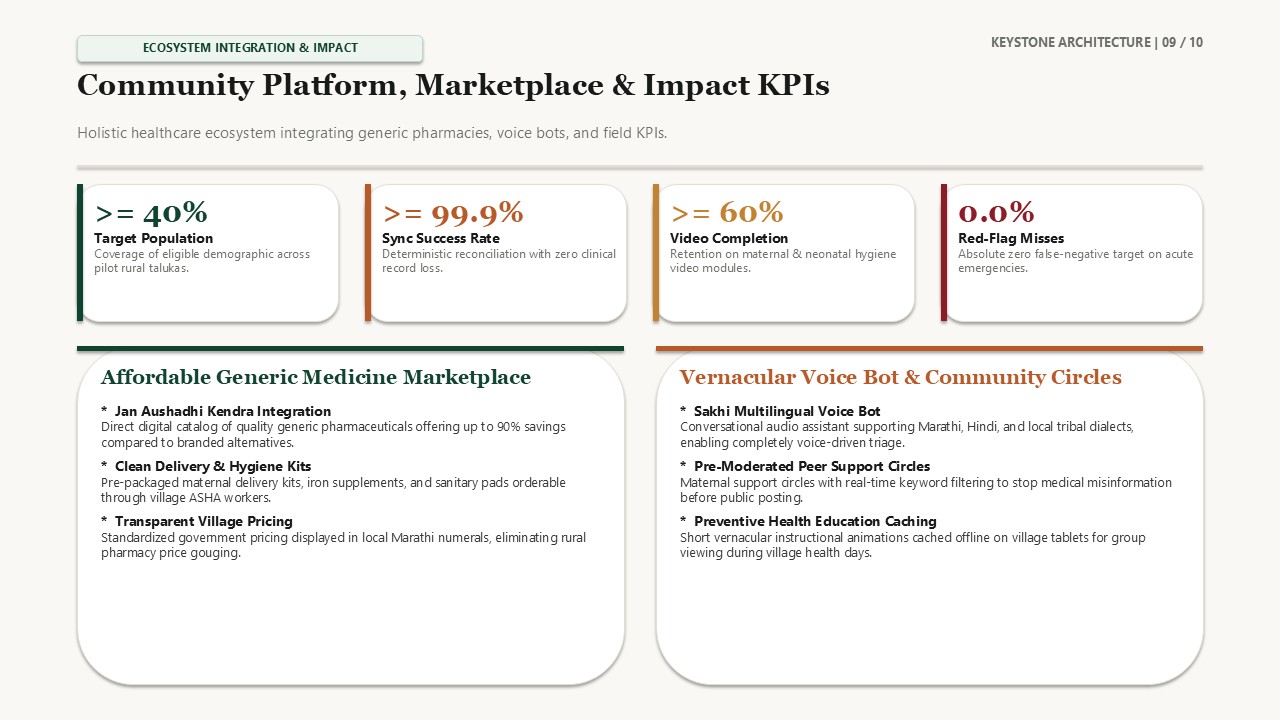 ECOSYSTEM INTEGRATION & IMPACT
KEYSTONE ARCHITECTURE | 09 / 10
Community Platform, Marketplace & Impact KPIs
Holistic healthcare ecosystem integrating generic pharmacies, voice bots, and field KPIs.
>= 40%
Target Population
Coverage of eligible demographic across
pilot rural talukas.
>= 99.9%
Sync Success Rate
Deterministic reconciliation with zero clinical
record loss.
>= 60%
Video Completion
Retention on maternal & neonatal hygiene
video modules.
0.0%
Red-Flag Misses
Absolute zero false-negative target on acute
emergencies.
Affordable Generic Medicine Marketplace
* Jan Aushadhi Kendra Integration
Direct digital catalog of quality generic pharmaceuticals offering up to 90% savings
compared to branded alternatives.
* Clean Delivery & Hygiene Kits
Pre-packaged maternal delivery kits, iron supplements, and sanitary pads orderable
through village ASHA workers.
* Transparent Village Pricing
Standardized government pricing displayed in local Marathi numerals, eliminating rural
pharmacy price gouging.
Vernacular Voice Bot & Community Circles
* Sakhi Multilingual Voice Bot
Conversational audio assistant supporting Marathi, Hindi, and local tribal dialects,
enabling completely voice-driven triage.
* Pre-Moderated Peer Support Circles
Maternal support circles with real-time keyword filtering to stop medical misinformation
before public posting.
* Preventive Health Education Caching
Short vernacular instructional animations cached offline on village tablets for group
viewing during village health days.